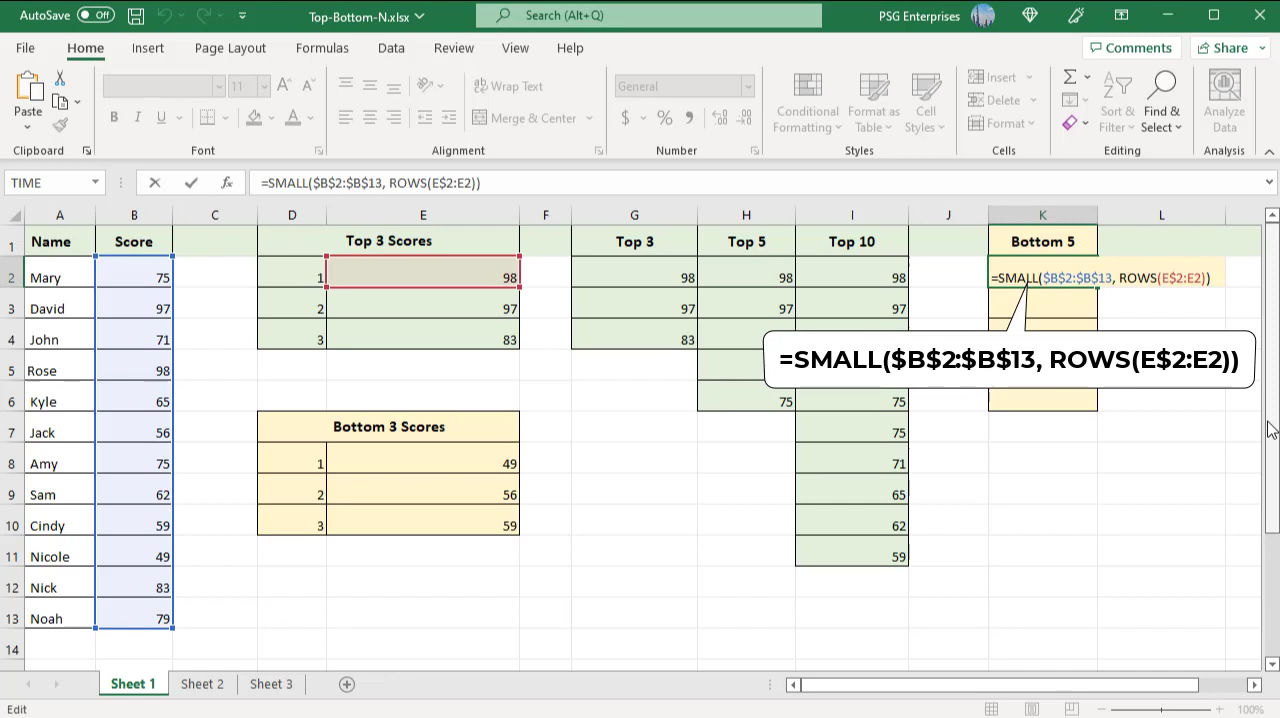 AutoSave Off Top-Bottom-N.xlsx Search (Alt+Q) PSG Enterprises
File Home Insert Page Layout Formulas Data Review View Help Comments Share
Paste 11 Wrap Text General Conditional Formatting Format as Table Cell Styles Insert Sort & Filter Find & Select Analyze Data
B I U Merge & Center $ % Delete
Format
Clipboard Font Alignment Number Styles Cells Editing Analysis
TIME fx =SMALL($B$2:$B$13, ROWS(E$2:E2))
A B C D E F G H I J K L
1 Name Score Top 3 Scores Top 3 Top 5 Top 10 Bottom 5
2 Mary 75 1 98 98 98 98 =SMALL($B$2:$B$13, ROWS(E$2:E2))
3 David 97 2 97 97 97 97
4 John 71 3 83 83
=SMALL($B$2:$B$13, ROWS(E$2:E2))
5 Rose 98
6 Kyle 65 75 75
7 Jack 56 Bottom 3 Scores 75
8 Amy 75 1 49 71
9 Sam 62 2 56 65
10 Cindy 59 3 59 62
11 Nicole 49 59
12 Nick 83
13 Noah 79
14
Sheet 1 Sheet 2 Sheet 3
Edit 100%